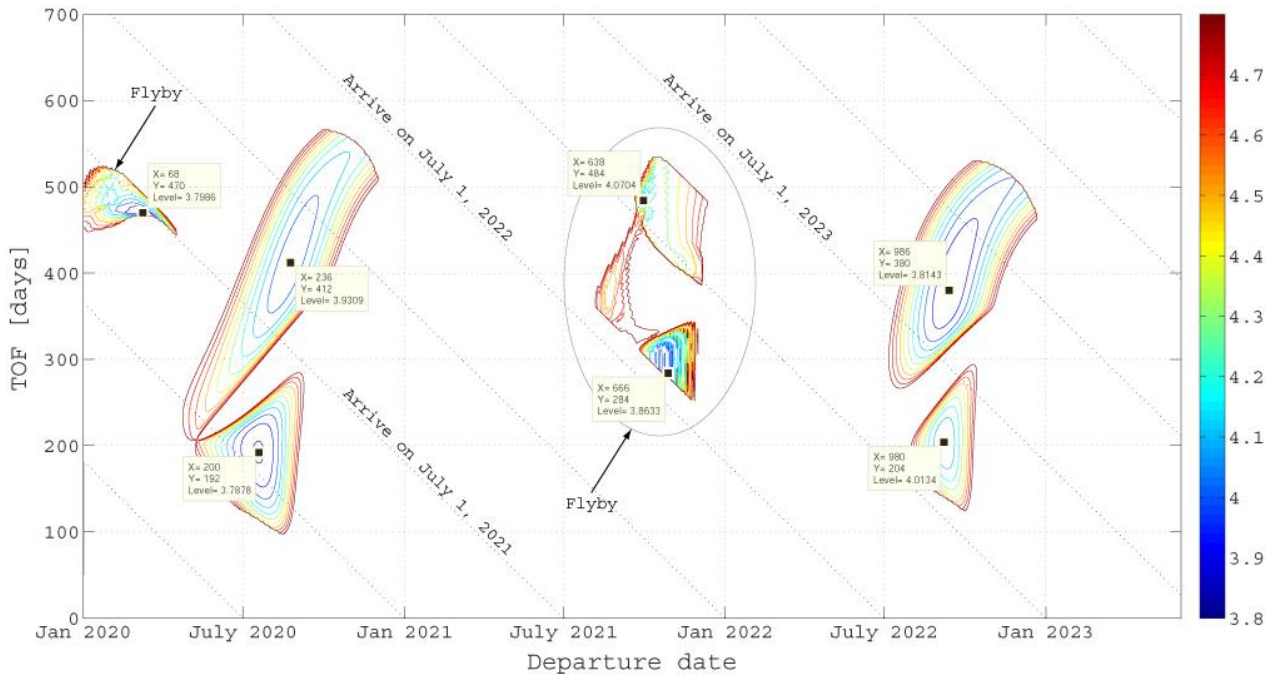 700
600
500
400
300
200
100
0
TOF [days]
Flyby
X= 68
Y= 470
Level= 3.7986
Arrive on July 1, 2022
X= 236
Y= 412
Level= 3.9309
X= 200
Y= 192
Level= 3.7878
Arrive on July 1, 2021
X= 638
Y= 484
Level= 4.0704
Arrive on July 1, 2023
X= 666
Y= 284
Level= 3.8633
Flyby
X= 986
Y= 380
Level= 3.8143
X= 980
Y= 204
Level= 4.0134
Jan 2020
July 2020
Jan 2021
July 2021
Jan 2022
July 2022
Jan 2023
Departure date
4.7
4.6
4.5
4.4
4.3
4.2
4.1
4
3.9
3.8